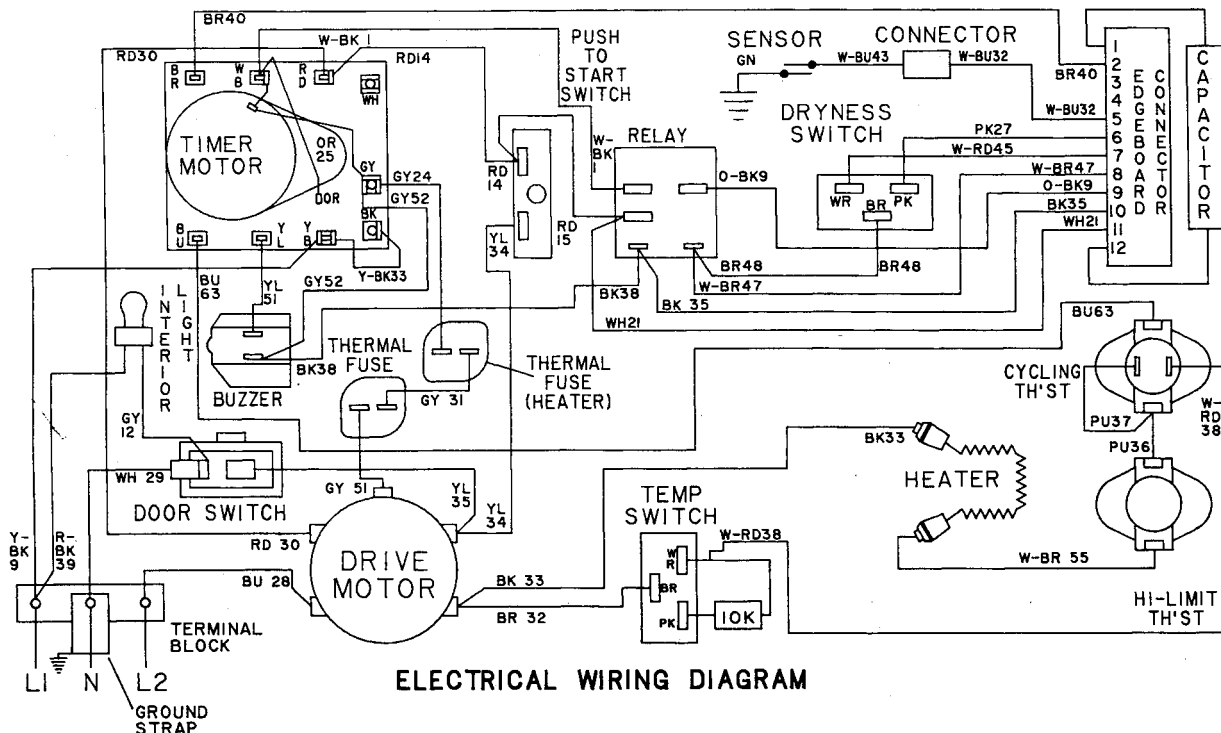 BR40
RD30
W-BK 1
RD14
PUSH TO START SWITCH
SENSOR
GN
W-BU43
CONNECTOR
W-BU32
BR40
W-BU32
1
2
3
4
5
6
7
8
9
10
11
12
EDGEBOARD
CONNECTOR
CAPACITOR
BR
WB
RD
WH
TIMER MOTOR
OR 25
DOR
GY
BK
BU
YL
YB
GY24
GY52
Y-BK33
RD 14
YL 34
RD 15
W-BK 1
RELAY
O-BK9
DRYNESS SWITCH
PK27
W-RD45
W-BR47
O-BK9
BK35
WH21
WR
PK
BR
BR48
BR48
W-BR47
BK38
BK 35
WH21
BU63
INTERIOR LIGHT
BU 63
YL 51
GY52
BK38
BUZZER
THERMAL FUSE
THERMAL FUSE (HEATER)
GY 31
CYCLING TH'ST
PU37
PU36
W-RD 38
GY 12
WH 29
DOOR SWITCH
GY 51
YL 35
YL 34
BK33
HEATER
W-BR 55
HI-LIMIT TH'ST
TEMP SWITCH
W-RD38
WR
BR
PK
10K
Y-BK 9
R-BK 39
RD 30
BU 28
DRIVE MOTOR
BK 33
BR 32
TERMINAL BLOCK
L1
N
L2
GROUND STRAP
ELECTRICAL WIRING DIAGRAM